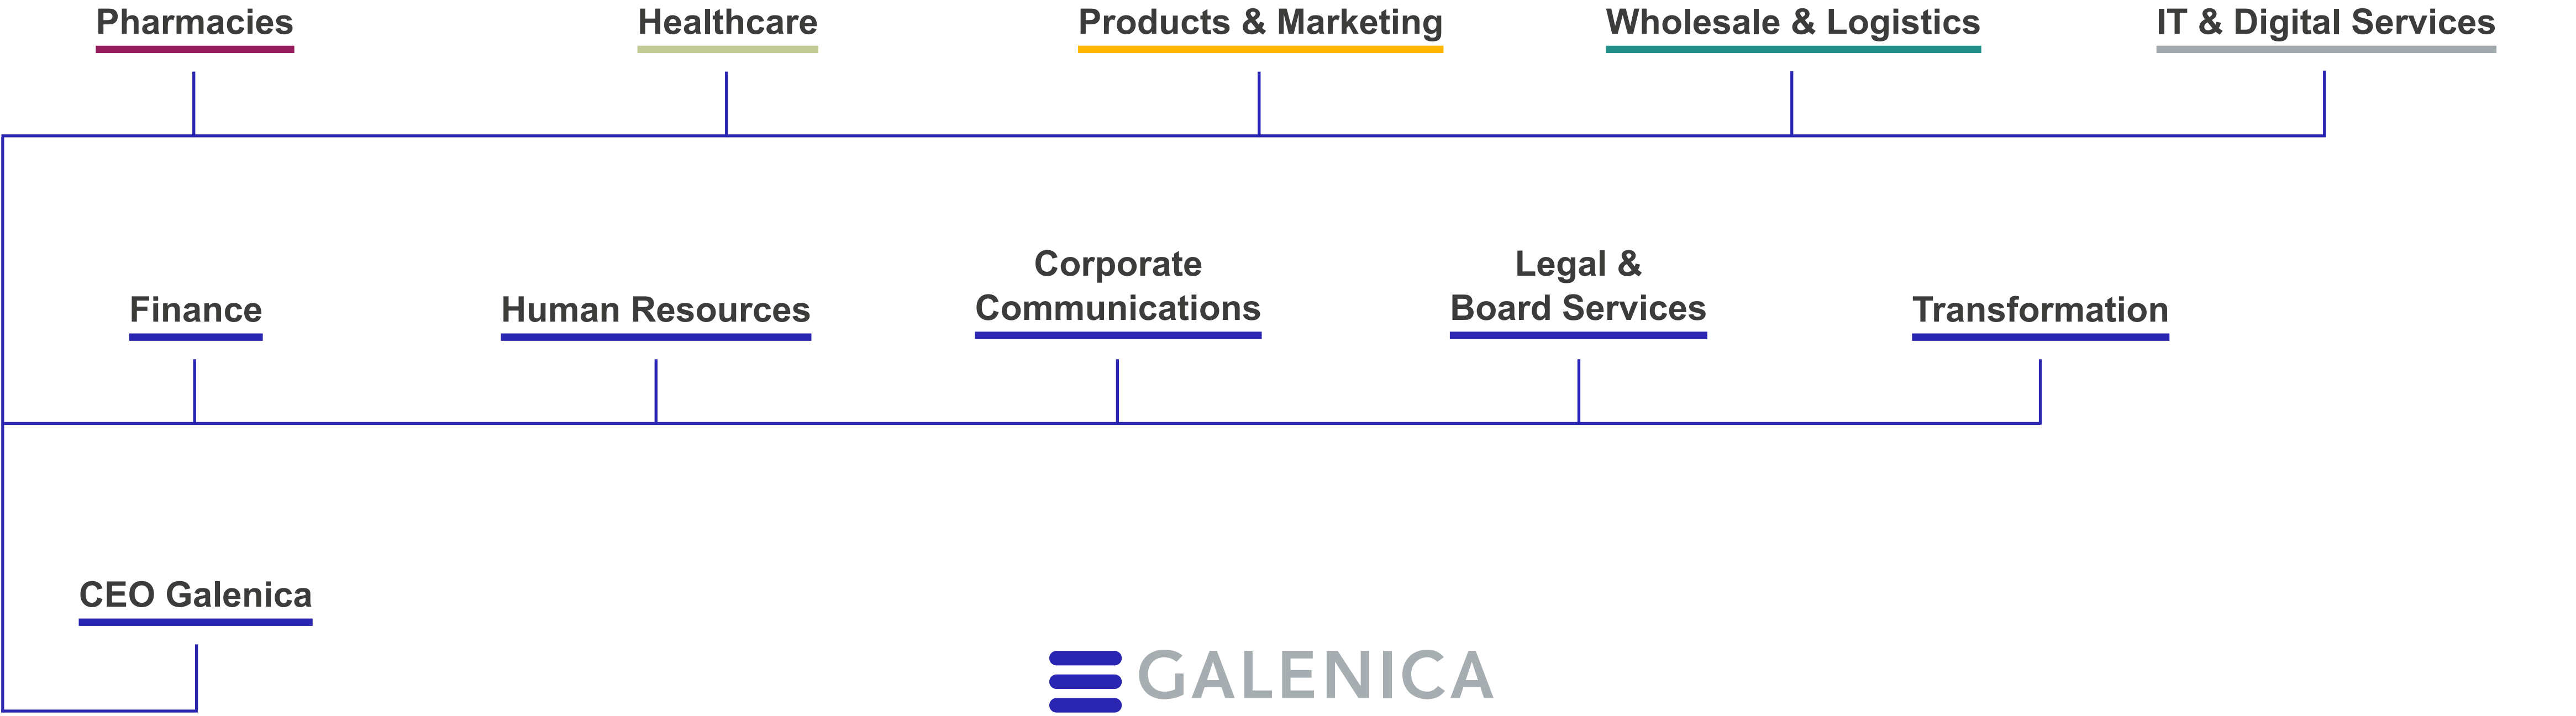 Pharmacies
Healthcare
Products & Marketing
Wholesale & Logistics
IT & Digital Services
Finance
Human Resources
Corporate
Communications
Legal &
Board Services
Transformation
CEO Galenica
GALENICA